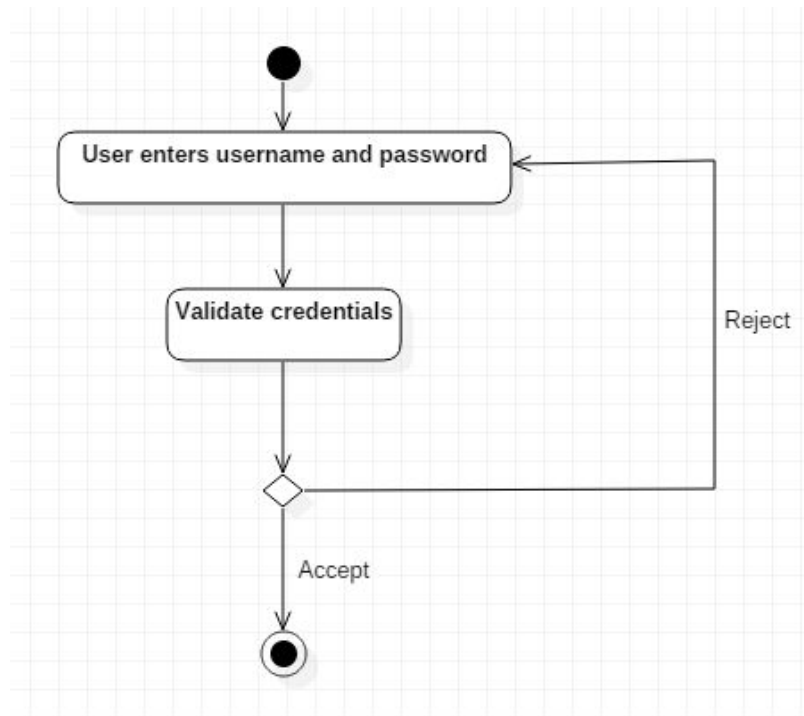 User enters username and password
Validate credentials
Reject
Accept